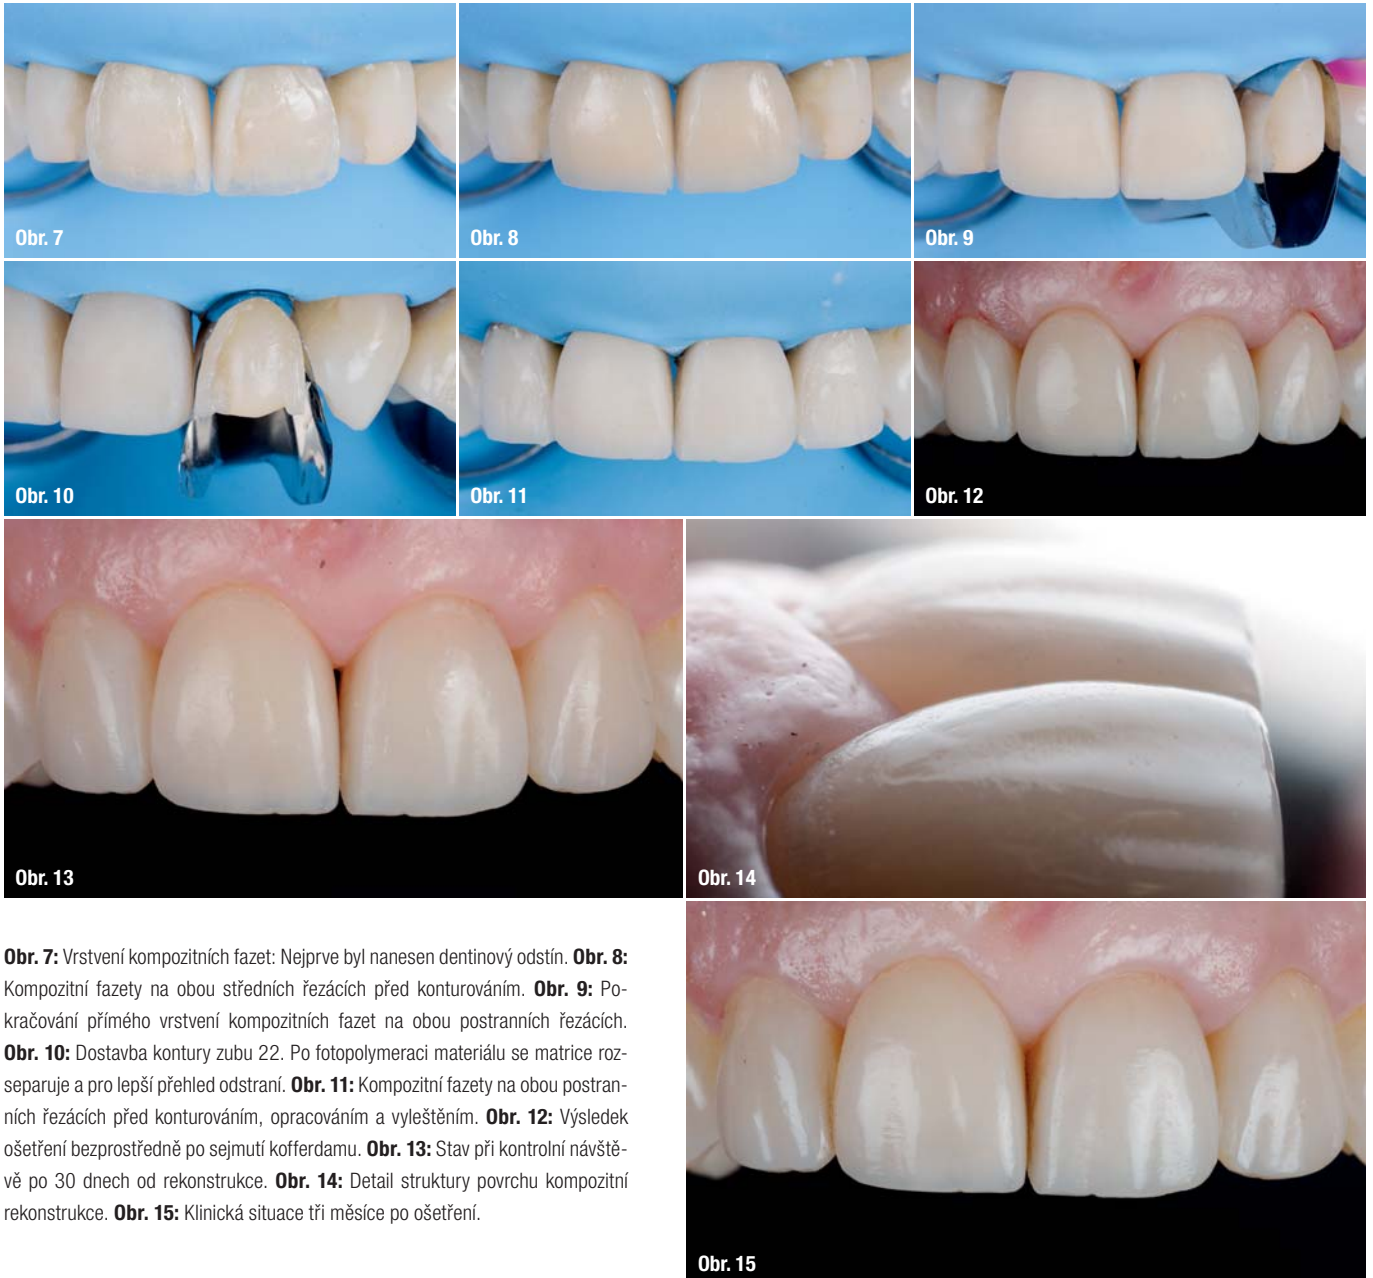 Obr. 7
Obr. 8
Obr. 9
Obr. 10
Obr. 11
Obr. 12
Obr. 13
Obr. 14
Obr. 7: Vrstvení kompozitních fazet: Nejprve byl nanesen dentinový odstín. Obr. 8:
Kompozitní fazety na obou středních řezácích před konturováním. Obr. 9: Po-
kračování přímého vrstvení kompozitních fazet na obou postranních řezácích.
Obr. 10: Dostavba kontury zubu 22. Po fotopolymeraci materiálu se matrice roz-
separuje a pro lepší přehled odstraní. Obr. 11: Kompozitní fazety na obou postran-
ních řezácích před konturováním, opracováním a vyleštěním. Obr. 12: Výsledek
ošetření bezprostředně po sejmutí kofferdamu. Obr. 13: Stav při kontrolní návště-
vě po 30 dnech od rekonstrukce. Obr. 14: Detail struktury povrchu kompozitní
rekonstrukce. Obr. 15: Klinická situace tři měsíce po ošetření.
Obr. 15